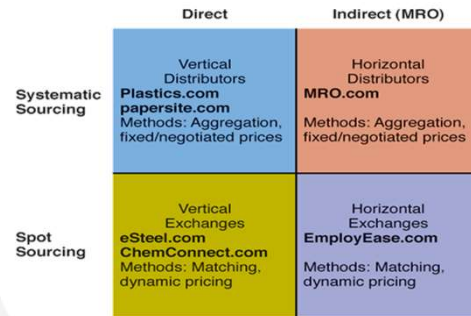 Direct
Indirect (MRO)
Systematic
Sourcing
Vertical
Distributors
Plastics.com
papersite.com
Methods: Aggregation,
fixed/negotiated prices
Horizontal
Distributors
MRO.com
Methods: Aggregation,
fixed/negotiated prices
Spot
Sourcing
Vertical
Exchanges
eSteel.com
ChemConnect.com
Methods: Matching,
dynamic pricing
Horizontal
Exchanges
EmployEase.com
Methods: Matching,
dynamic pricing